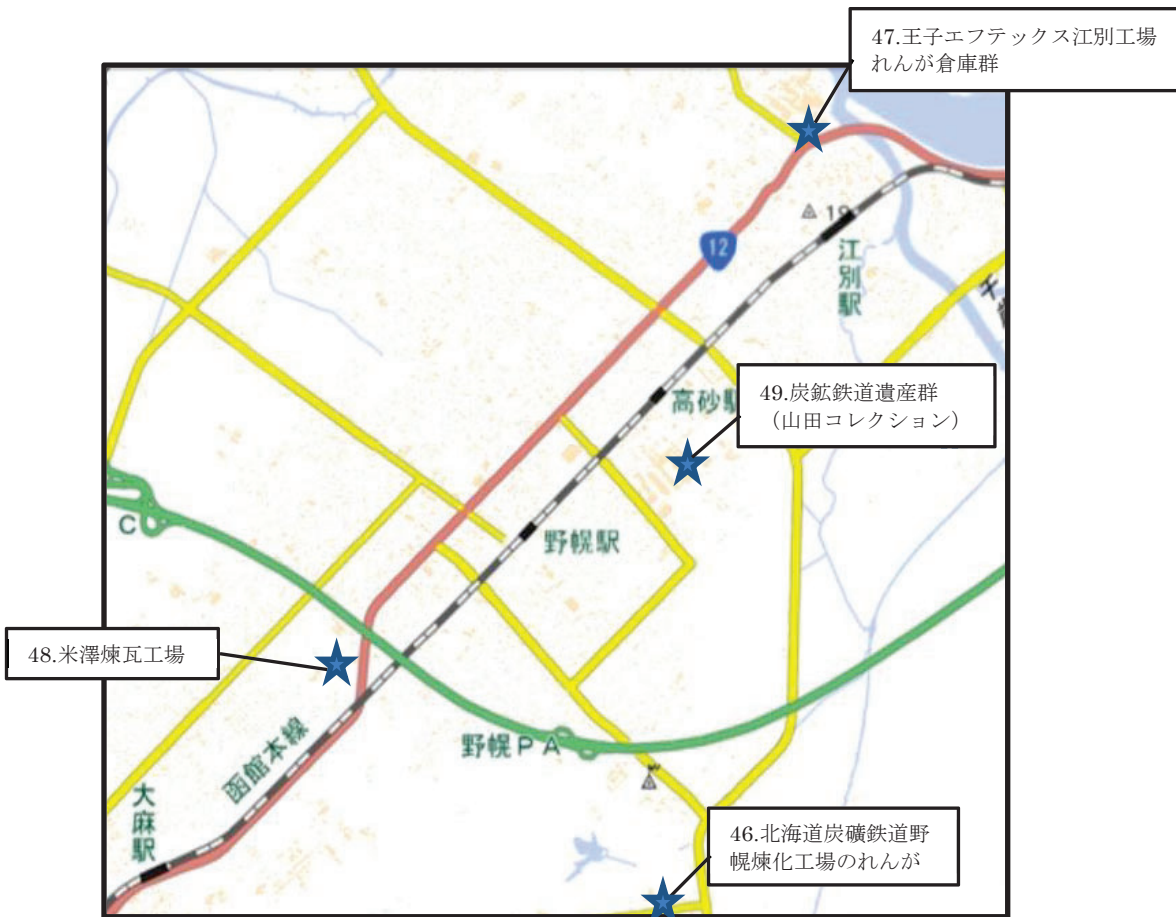 47.王子エフテックス江別工場
れんが倉庫群
19
12
江別駅
千
49.炭鉱鉄道遺産群
（山田コレクション）
高砂駅
C
野幌駅
48.米澤煉瓦工場
函館本線
野幌PA
大麻駅
46.北海道炭礦鉄道野
幌煉化工場のれんが